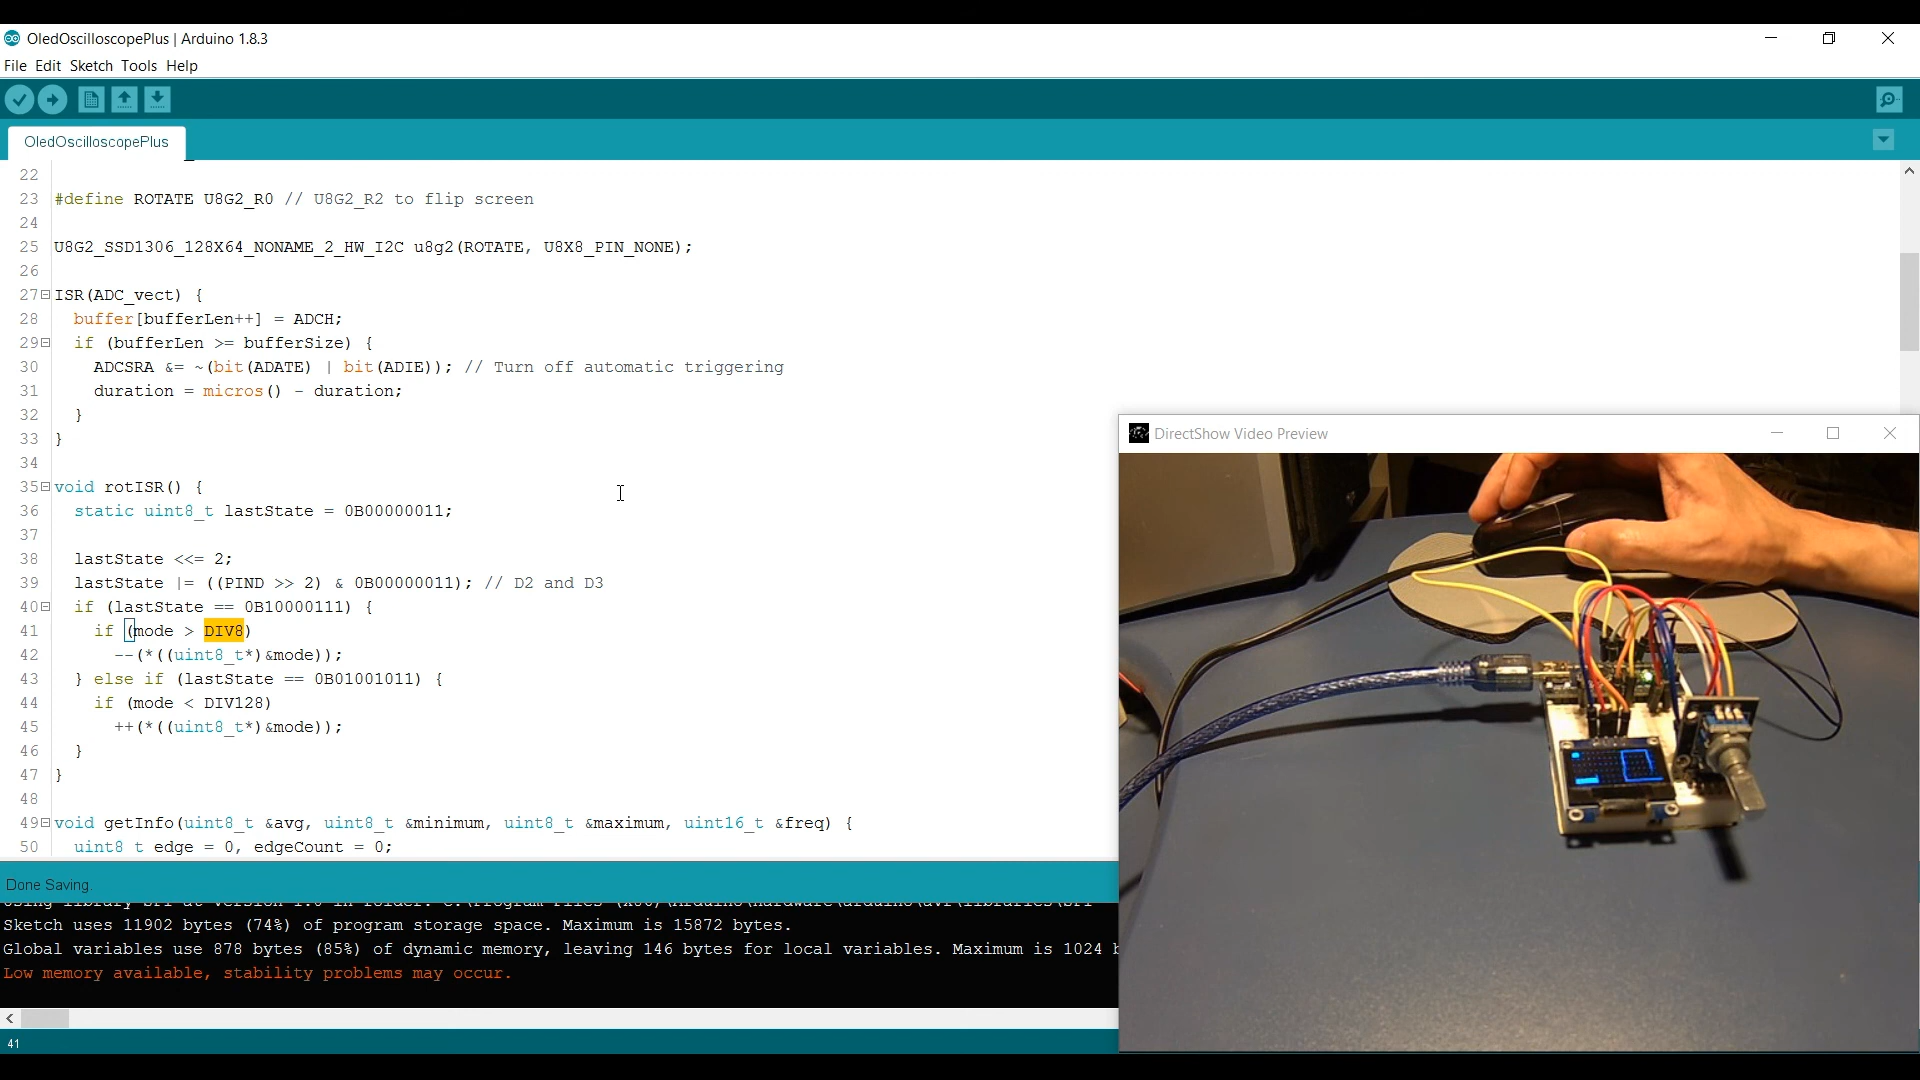 OledOscilloscopePlus | Arduino 1.8.3
File Edit Sketch Tools Help
OledOscilloscopePlus
22
23 #define ROTATE U8G2_R0 // U8G2_R2 to flip screen
24
25 U8G2_SSD1306_128X64_NONAME_2_HW_I2C u8g2(ROTATE, U8X8_PIN_NONE);
26
27 ISR(ADC_vect) {
28 buffer[bufferLen++] = ADCH;
29 if (bufferLen >= bufferSize) {
30 ADCSRA &= ~(bit(ADATE) | bit(ADIE)); // Turn off automatic triggering
31 duration = micros() - duration;
32 }
33 }
34
35 void rotISR() {
36 static uint8_t lastState = 0B00000011;
37
38 lastState <<= 2;
39 lastState |= ((PIND >> 2) & 0B00000011); // D2 and D3
40 if (lastState == 0B10000111) {
41 if (mode > DIV8)
42 --(*((uint8_t*)&mode));
43 } else if (lastState == 0B01001011) {
44 if (mode < DIV128)
45 ++(*((uint8_t*)&mode));
46 }
47 }
48
49 void getInfo(uint8_t &avg, uint8_t &minimum, uint8_t &maximum, uint16_t &freq) {
50 uint8_t edge = 0, edgeCount = 0;
DirectShow Video Preview
Done Saving.
Sketch uses 11902 bytes (74%) of program storage space. Maximum is 15872 bytes.
Global variables use 878 bytes (85%) of dynamic memory, leaving 146 bytes for local variables. Maximum is 1024
Low memory available, stability problems may occur.
41